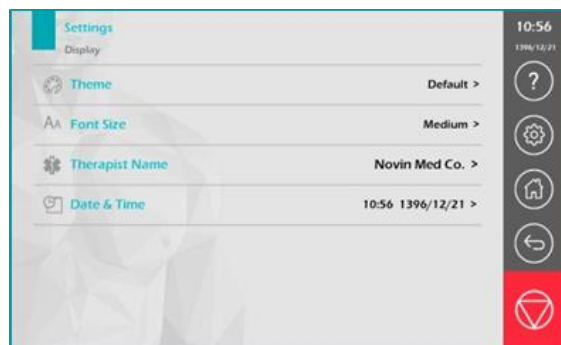 Settings
Display
Theme Default >
AA Font Size Medium >
Therapist Name Novin Med Co. >
Date & Time 10:56 1396/12/21 >
10:56
1396/12/21
?